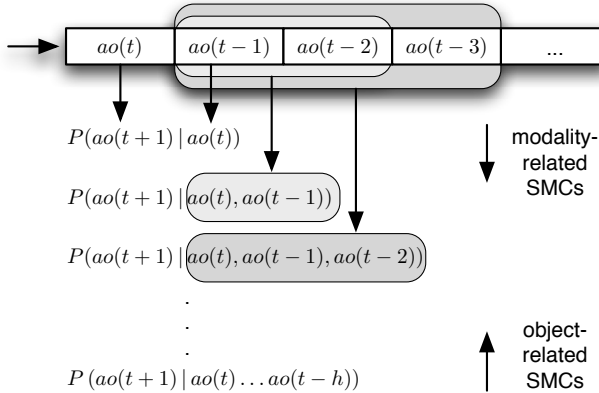 ao(t) ao(t − 1) ao(t − 2) ao(t − 3) ...
P(ao(t+1) | ao(t))
modality-
related
SMCs
P(ao(t+1) | ao(t), ao(t−1))
P(ao(t+1) | ao(t), ao(t−1), ao(t−2))
.
.
.
object-
related
SMCs
P (ao(t+1) | ao(t) . . . ao(t−h))